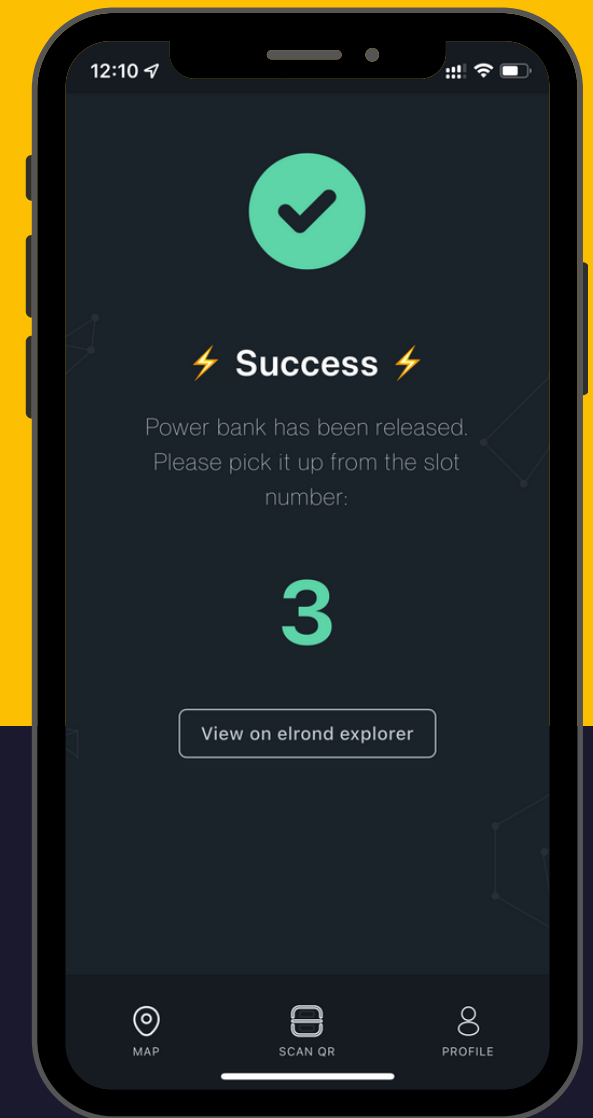 12:10
⚡ Success ⚡
Power bank has been released.
Please pick it up from the slot
number:
3
View on elrond explorer
MAP SCAN QR PROFILE